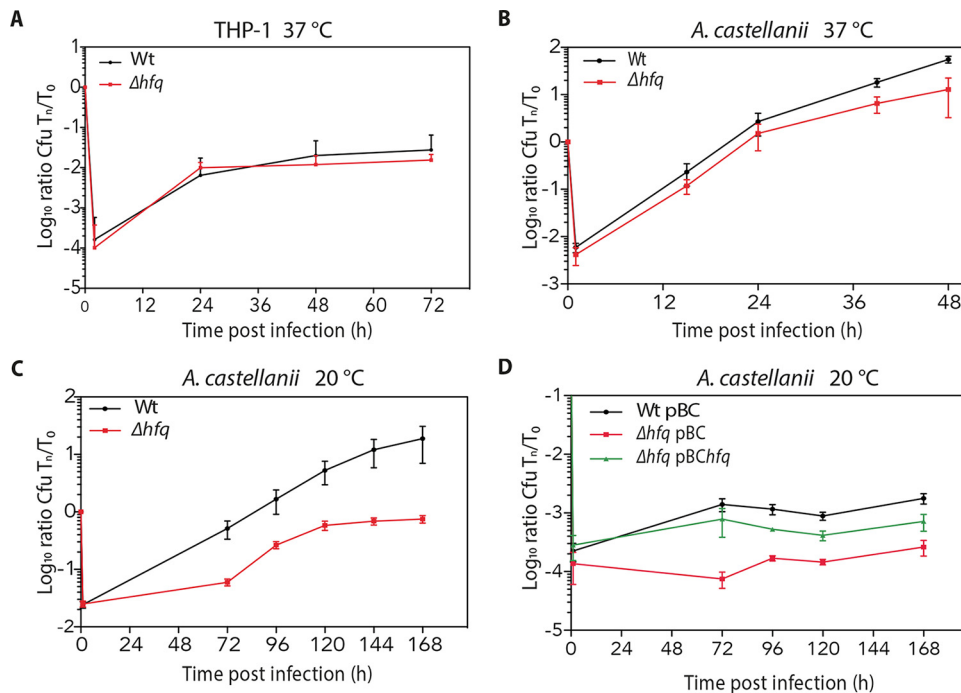 A
THP-1 37 °C
Wt
Δhfq
Log₁₀ ratio Cfu Tₙ/T₀
1
0
-1
-2
-3
-4
-5
0 12 24 36 48 60 72
Time post infection (h)
B
A. castellanii 37 °C
Wt
Δhfq
Log₁₀ ratio Cfu Tₙ/T₀
2
1
0
-1
-2
-3
0 12 24 36 48
Time post infection (h)
C
A. castellanii 20 °C
Wt
Δhfq
Log₁₀ ratio Cfu Tₙ/T₀
2
1
0
-1
-2
0 24 48 72 96 120 144 168
Time post infection (h)
D
A. castellanii 20 °C
Wt pBC
Δhfq pBC
Δhfq pBChfq
Log₁₀ ratio Cfu Tₙ/T₀
-1
-3
-4
-5
0 24 48 72 96 120 144 168
Time post infection (h)